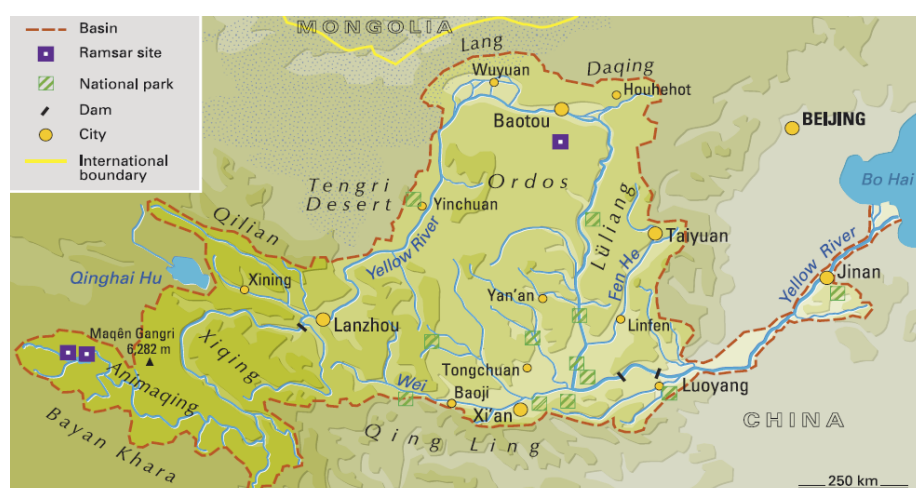 Basin
Ramsar site
National park
Dam
City
International
boundary
MONGOLIA
Lang
Wuyuan
Daqing
Houhehot
Baotou
BEIJING
Bo Hai
Ordos
Tengri
Desert
Yinchuan
Qilian
Yellow River
Lüliang
Taiyuan
Fen He
Yellow River
Jinan
Qinghai Hu
Xining
Yan'an
Lanzhou
Linfen
Maqên Gangri
6,282 m
Xiqing
Animaqing
Tongchuan
Wei
Baoji
Xi'an
Luoyang
Bayan Khara
Qing Ling
CHINA
250 km